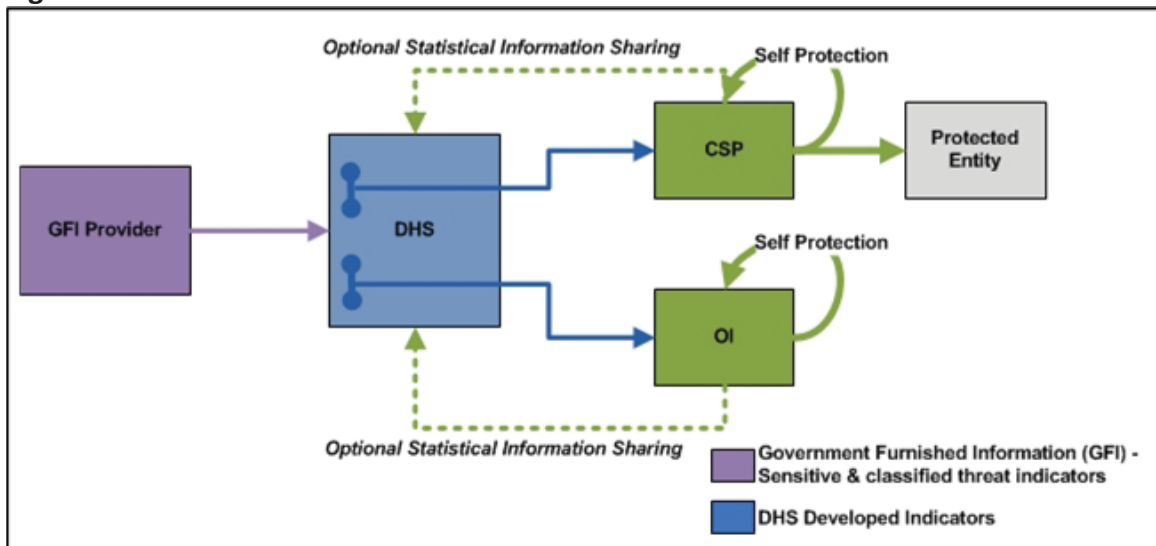 Optional Statistical Information Sharing
Self Protection
CSP
Protected
Entity
GFI Provider
DHS
Self Protection
OI
Optional Statistical Information Sharing
Government Furnished Information (GFI) -
Sensitive & classified threat indicators
DHS Developed Indicators